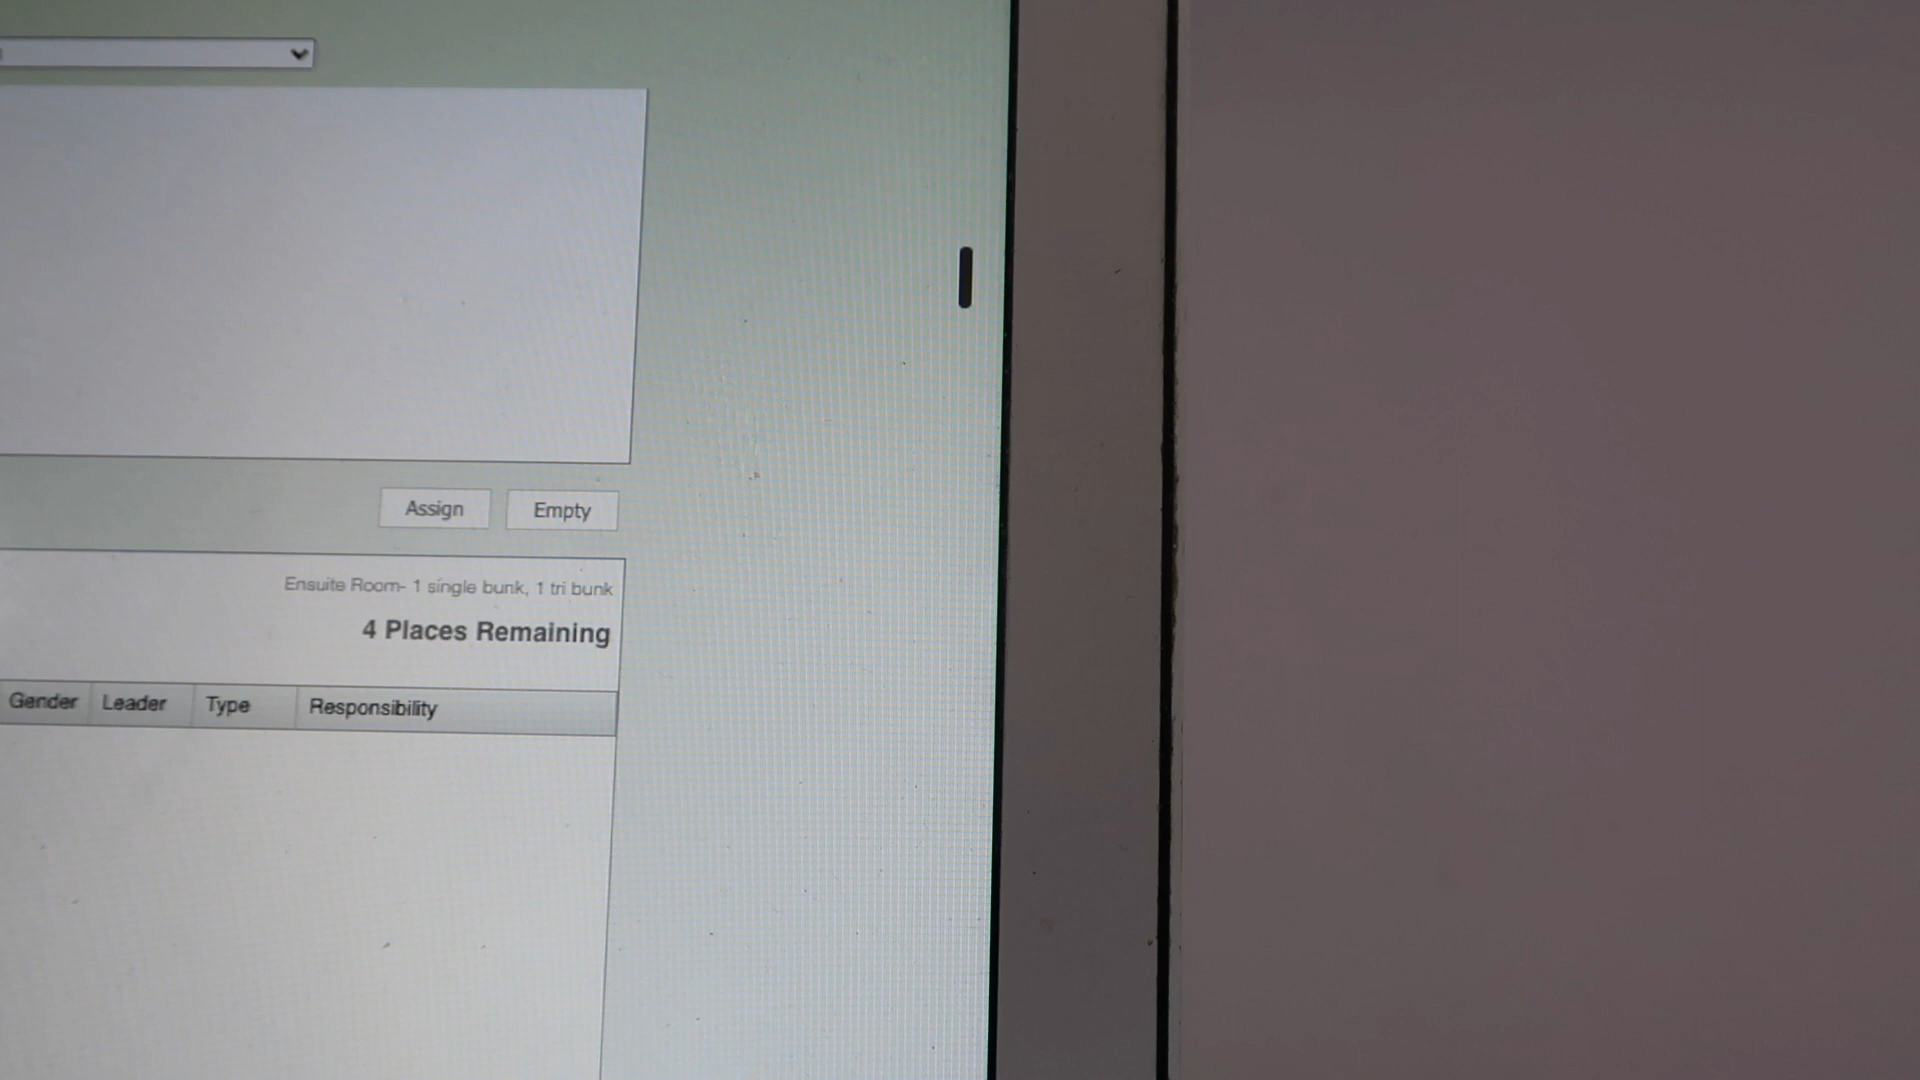 Assign Empty
Ensuite Room- 1 single bunk, 1 tri bunk
4 Places Remaining
Gender Leader Type Responsibility